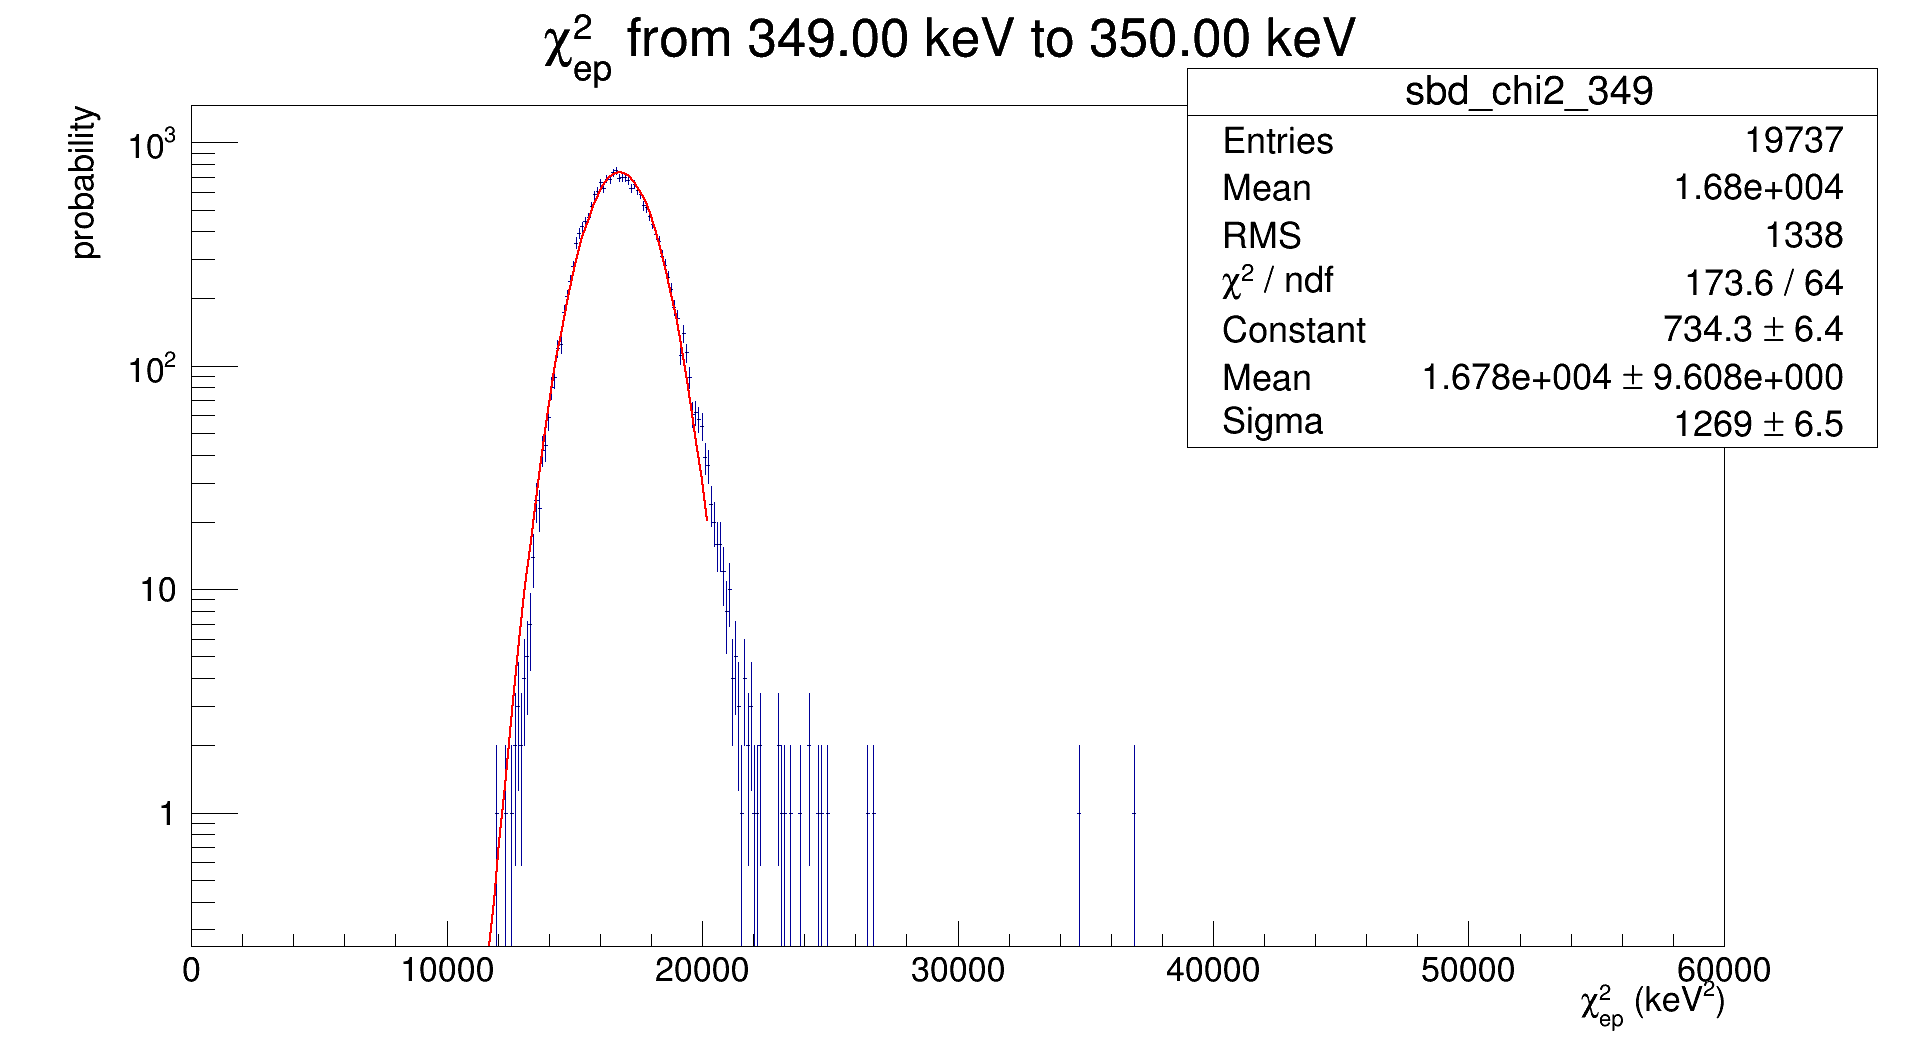 χ²ep from 349.00 keV to 350.00 keV
sbd_chi2_349
Entries 19737
Mean 1.68e+004
RMS 1338
χ² / ndf 173.6 / 64
Constant 734.3 ± 6.4
Mean 1.678e+004 ± 9.608e+000
Sigma 1269 ± 6.5
probability
10³
10²
10
1
0 10000 20000 30000 40000 50000 60000
χ²ep (keV²)